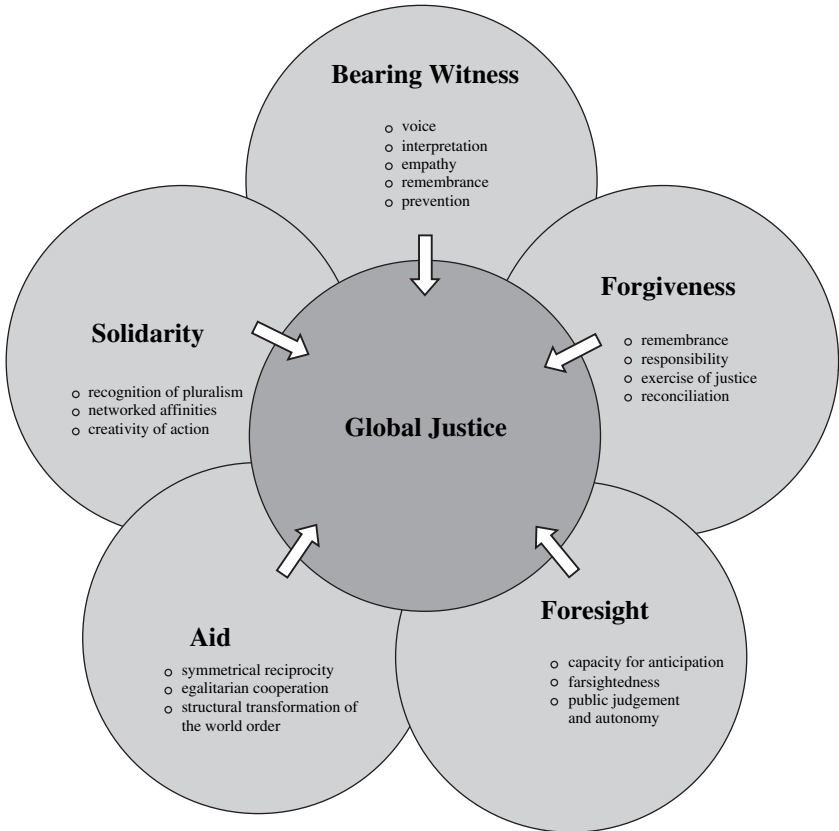 Bearing Witness
voice
interpretation
empathy
remembrance
prevention
Forgiveness
remembrance
responsibility
exercise of justice
reconciliation
Solidarity
recognition of pluralism
networked affinities
creativity of action
Global Justice
Aid
symmetrical reciprocity
egalitarian cooperation
structural transformation of
the world order
Foresight
capacity for anticipation
farsightedness
public judgement
and autonomy